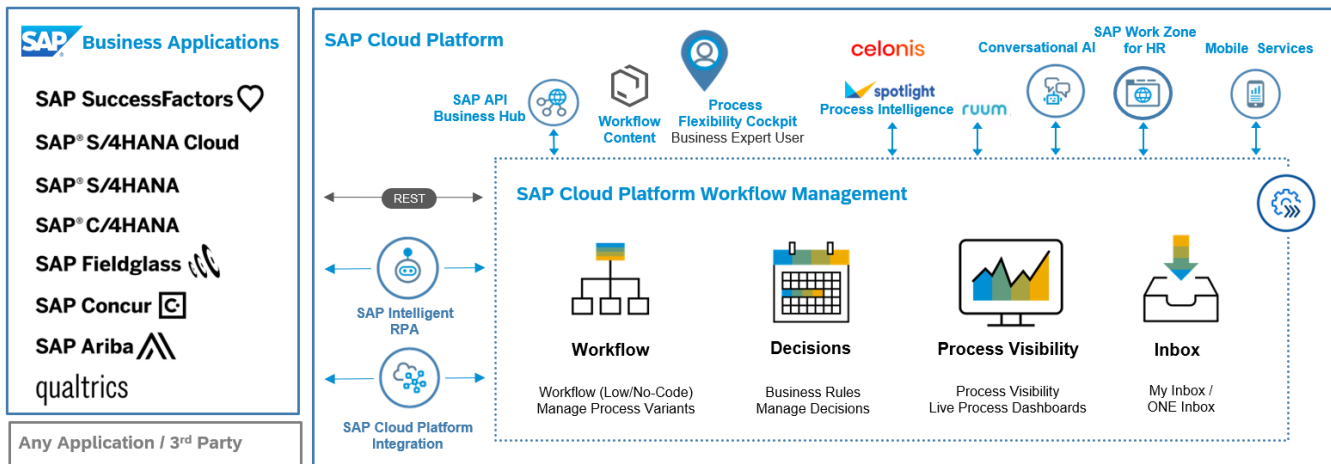 SAP Business Applications
SAP SuccessFactors
SAP® S/4HANA Cloud
SAP® S/4HANA
SAP® C/4HANA
SAP Fieldglass
SAP Concur
SAP Ariba
qualtrics
Any Application / 3rd Party
SAP Cloud Platform
SAP API
Business Hub
Workflow
Content
Process
Flexibility Cockpit
Business Expert User
celonis
spotlight
Process Intelligence
ruum
Conversational AI
SAP Work Zone
for HR
Mobile Services
REST
SAP Intelligent
RPA
SAP Cloud Platform
Integration
SAP Cloud Platform Workflow Management
Workflow
Workflow (Low/No-Code)
Manage Process Variants
Decisions
Business Rules
Manage Decisions
Process Visibility
Process Visibility
Live Process Dashboards
Inbox
My Inbox /
ONE Inbox